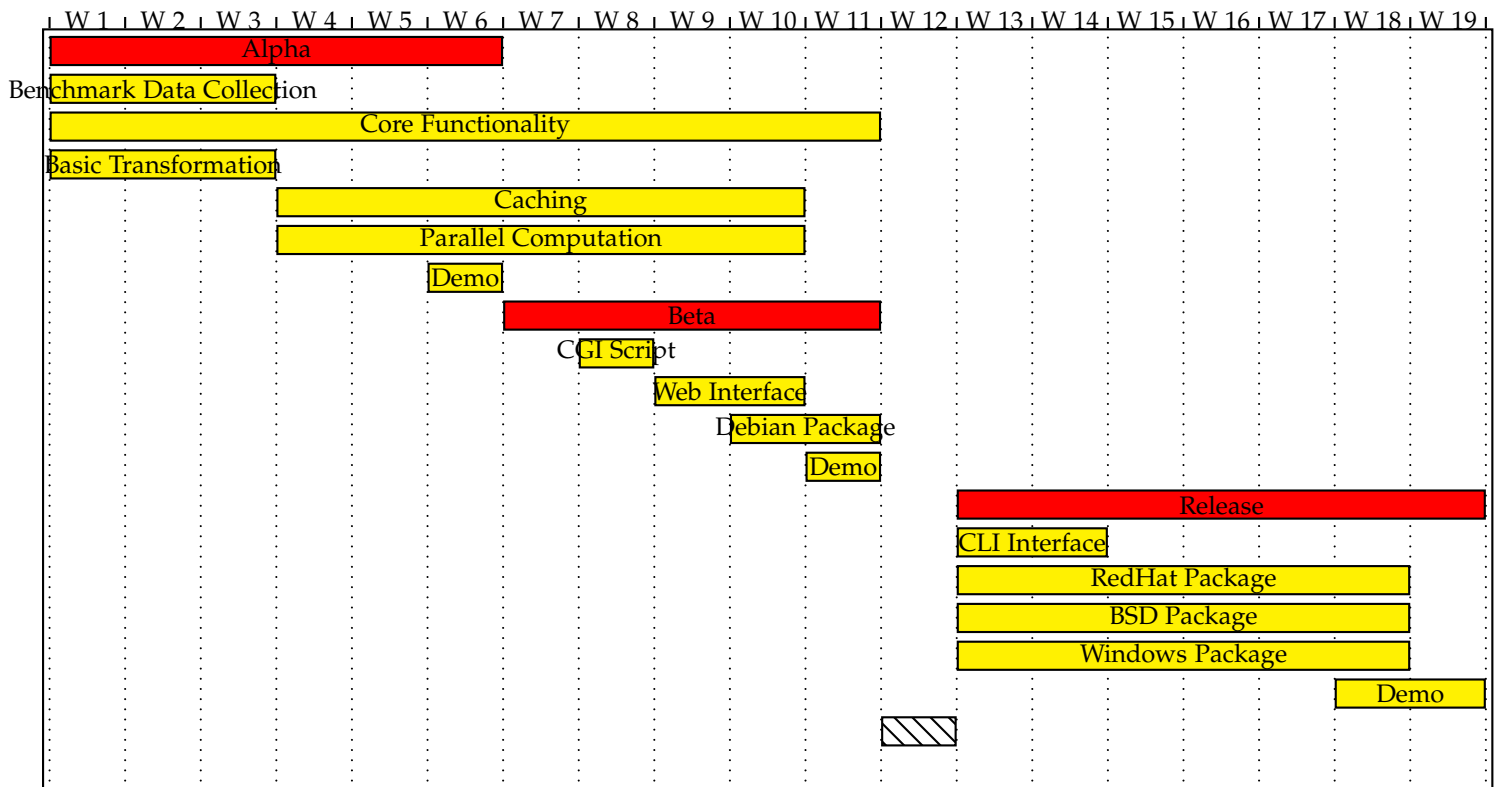 W 1 W 2 W 3 W 4 W 5 W 6 W 7 W 8 W 9 W 10 W 11 W 12 W 13 W 14 W 15 W 16 W 17 W 18 W 19
Alpha
Benchmark Data Collection
Core Functionality
Basic Transformation
Caching
Parallel Computation
Demo
Beta
CGI Script
Web Interface
Debian Package
Demo
Release
CLI Interface
RedHat Package
BSD Package
Windows Package
Demo